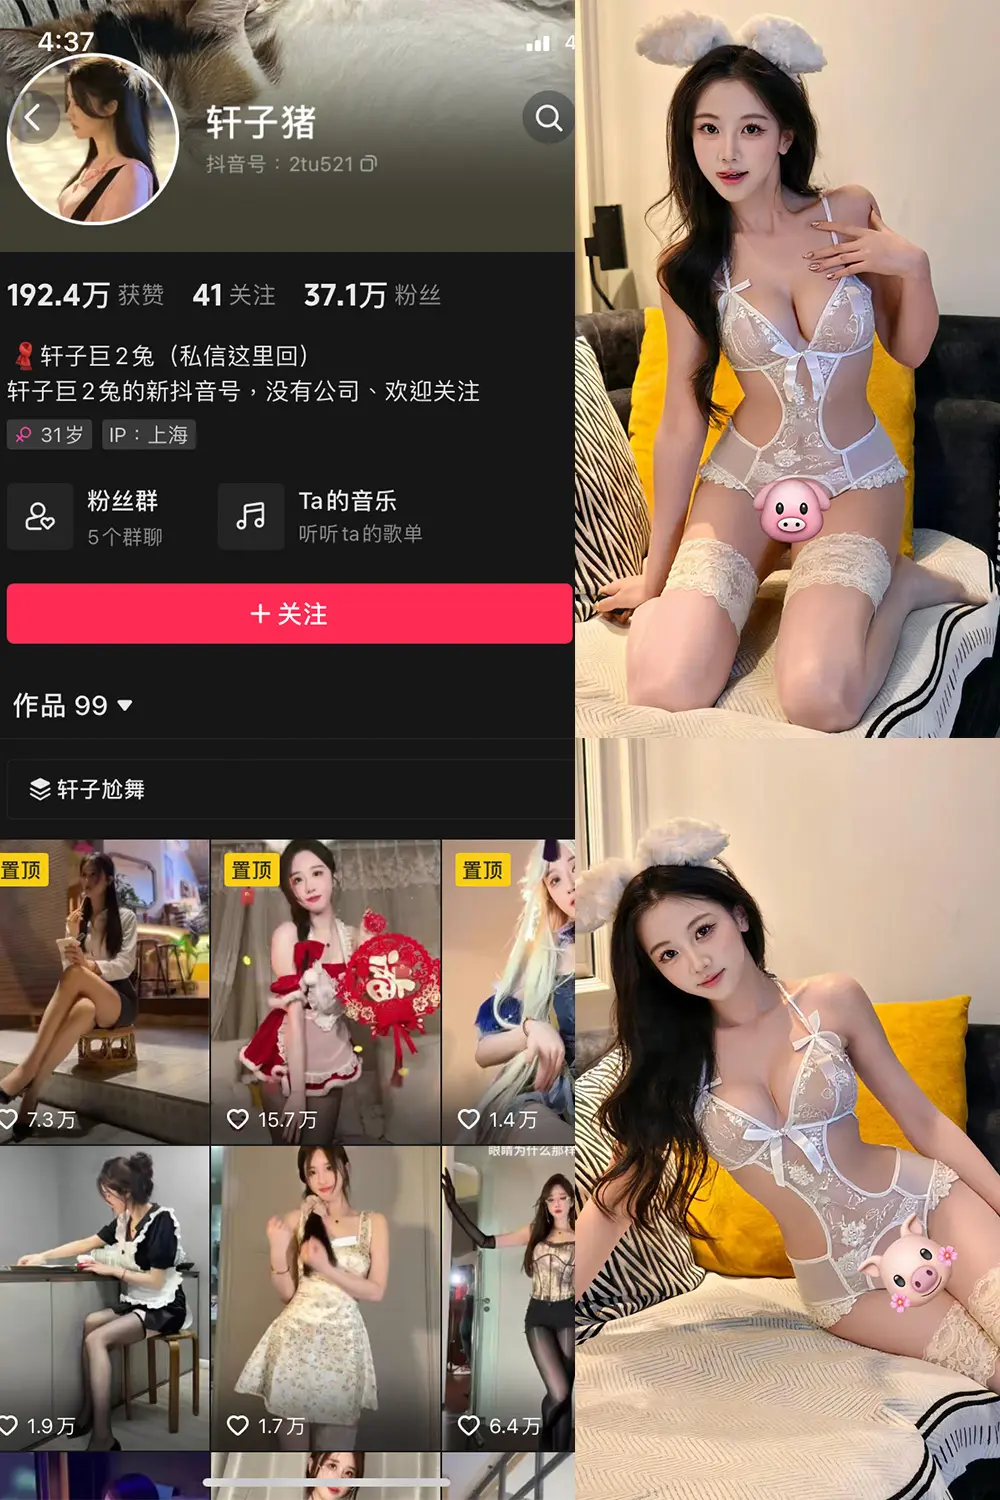 4:37
4
轩子猪
抖音号：2tu521
192.4万 获赞 41 关注 37.1万 粉丝
轩子巨2兔（私信这里回）
轩子巨2兔的新抖音号，没有公司、欢迎关注
31岁 IP：上海
粉丝群
5个群聊
Ta的音乐
听听ta的歌单
＋关注
作品 99
轩子尬舞
置顶 置顶 置顶
福
7.3万 15.7万 1.4万
眼睛为什么那样
1.9万 1.7万 6.4万